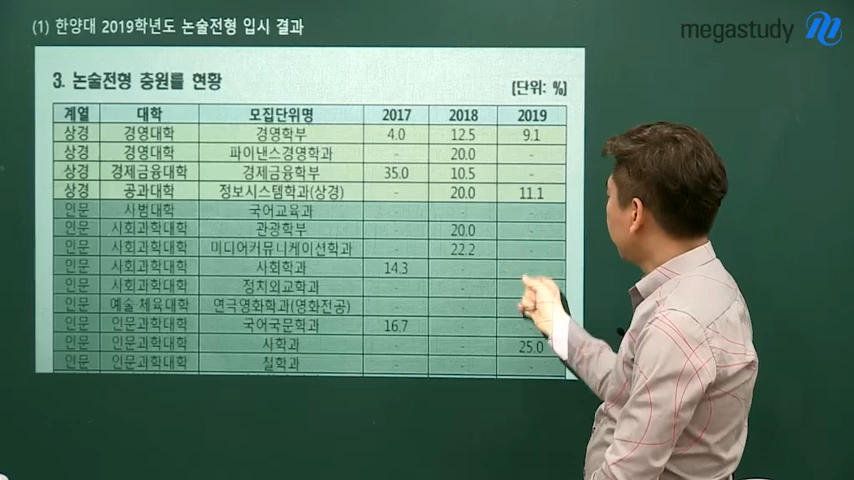 (1) 한양대 2019학년도 논술전형 입시 결과
megastudy
3. 논술전형 충원률 현황
[단위: %]
계열 대학 모집단위명 2017 2018 2019
상경 경영대학 경영학부 4.0 12.5 9.1
상경 경영대학 파이낸스경영학과 - 20.0 -
상경 경제금융대학 경제금융학부 35.0 10.5 -
상경 공과대학 정보시스템학과(상경) - 20.0 11.1
인문 사범대학 국어교육과 - - -
인문 사회과학대학 관광학부 - 20.0 -
인문 사회과학대학 미디어커뮤니케이션학과 - 22.2 -
인문 사회과학대학 사회학과 14.3 - -
인문 사회과학대학 정치외교학과 - - -
인문 예술·체육대학 연극영화학과(영화전공) - - -
인문 인문과학대학 국어국문학과 16.7 - -
인문 인문과학대학 사학과 - - 25.0
인문 인문과학대학 철학과 - - -